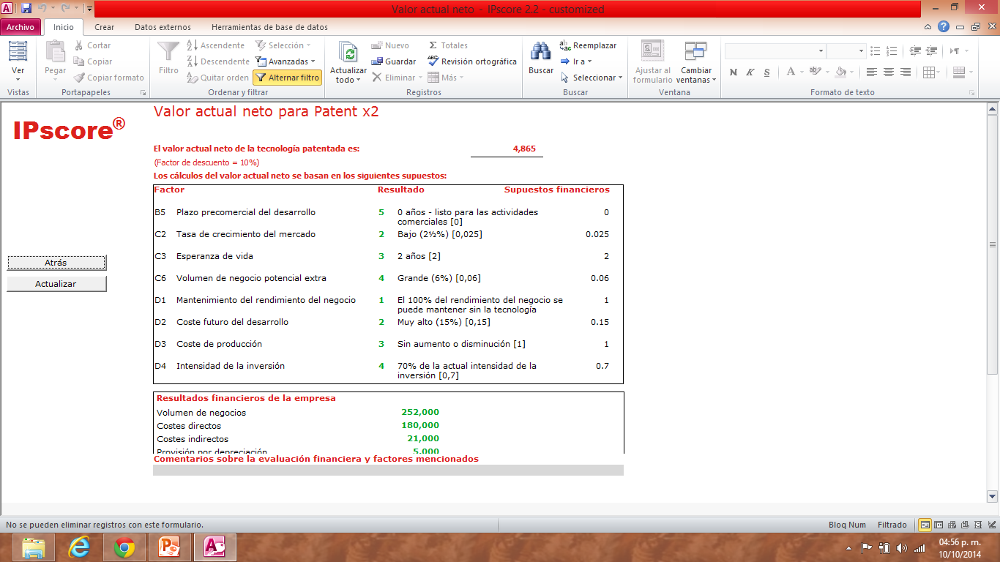 Valor actual neto - IPscore 2.2 - customized
Archivo Inicio Crear Datos externos Herramientas de base de datos
Ver
Vistas
Pegar
Cortar
Copiar
Copiar formato
Portapapeles
Filtro
Ascendente
Descendente
Quitar orden
Selección
Avanzadas
Alternar filtro
Ordenar y filtrar
Actualizar todo
Nuevo
Guardar
Eliminar
Totales
Revisión ortográfica
Más
Registros
Buscar
Reemplazar
Ir a
Seleccionar
Buscar
Ajustar al formulario
Cambiar ventanas
Ventana
N K S
A
ab
Formato de texto
IPscore®
Atrás
Actualizar
Valor actual neto para Patent x2
El valor actual neto de la tecnología patentada es: 4,865
(Factor de descuento = 10%)
Los cálculos del valor actual neto se basan en los siguientes supuestos:
Factor Resultado Supuestos financieros
B5 Plazo precomercial del desarrollo 5 0 años - listo para las actividades comerciales [0] 0
C2 Tasa de crecimiento del mercado 2 Bajo (2½%) [0,025] 0.025
C3 Esperanza de vida 3 2 años [2] 2
C6 Volumen de negocio potencial extra 4 Grande (6%) [0,06] 0.06
D1 Mantenimiento del rendimiento del negocio 1 El 100% del rendimiento del negocio se puede mantener sin la tecnología 1
D2 Coste futuro del desarrollo 2 Muy alto (15%) [0,15] 0.15
D3 Coste de producción 3 Sin aumento o disminución [1] 1
D4 Intensidad de la inversión 4 70% de la actual intensidad de la inversión [0,7] 0.7
Resultados financieros de la empresa
Volumen de negocios 252,000
Costes directos 180,000
Costes indirectos 21,000
Provisión por depreciación 5,000
Comentarios sobre la evaluación financiera y factores mencionados
No se pueden eliminar registros con este formulario.
Bloq Num Filtrado
04:56 p. m.
10/10/2014